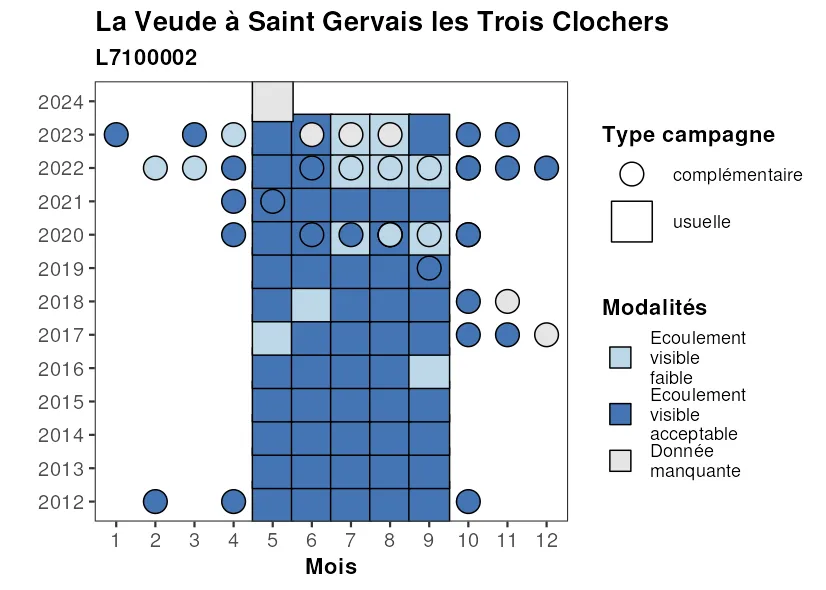 La Veude à Saint Gervais les Trois Clochers
L7100002
2024
2023
2022
2021
2020
2019
2018
2017
2016
2015
2014
2013
2012
1 2 3 4 5 6 7 8 9 10 11 12
Mois
Type campagne
complémentaire
usuelle
Modalités
Ecoulement
visible
faible
Ecoulement
visible
acceptable
Donnée
manquante